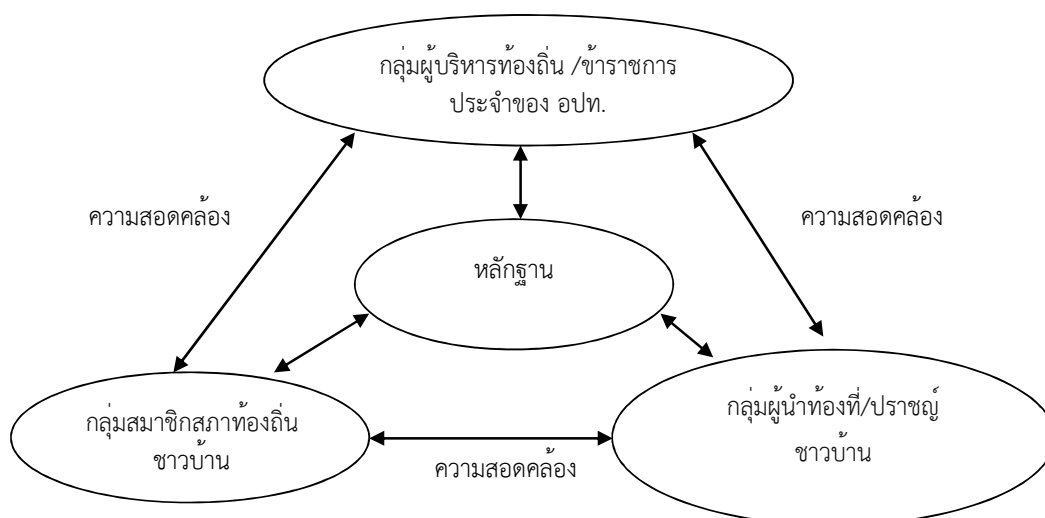 กลุ่มผู้บริหารท้องถิ่น /ข้าราชการ
ประจำของ อปท.
ความสอดคล้อง
ความสอดคล้อง
หลักฐาน
กลุ่มสมาชิกสภาท้องถิ่น
ชาวบ้าน
กลุ่มผู้นำท้องที่/ปราชญ์
ชาวบ้าน
ความสอดคล้อง